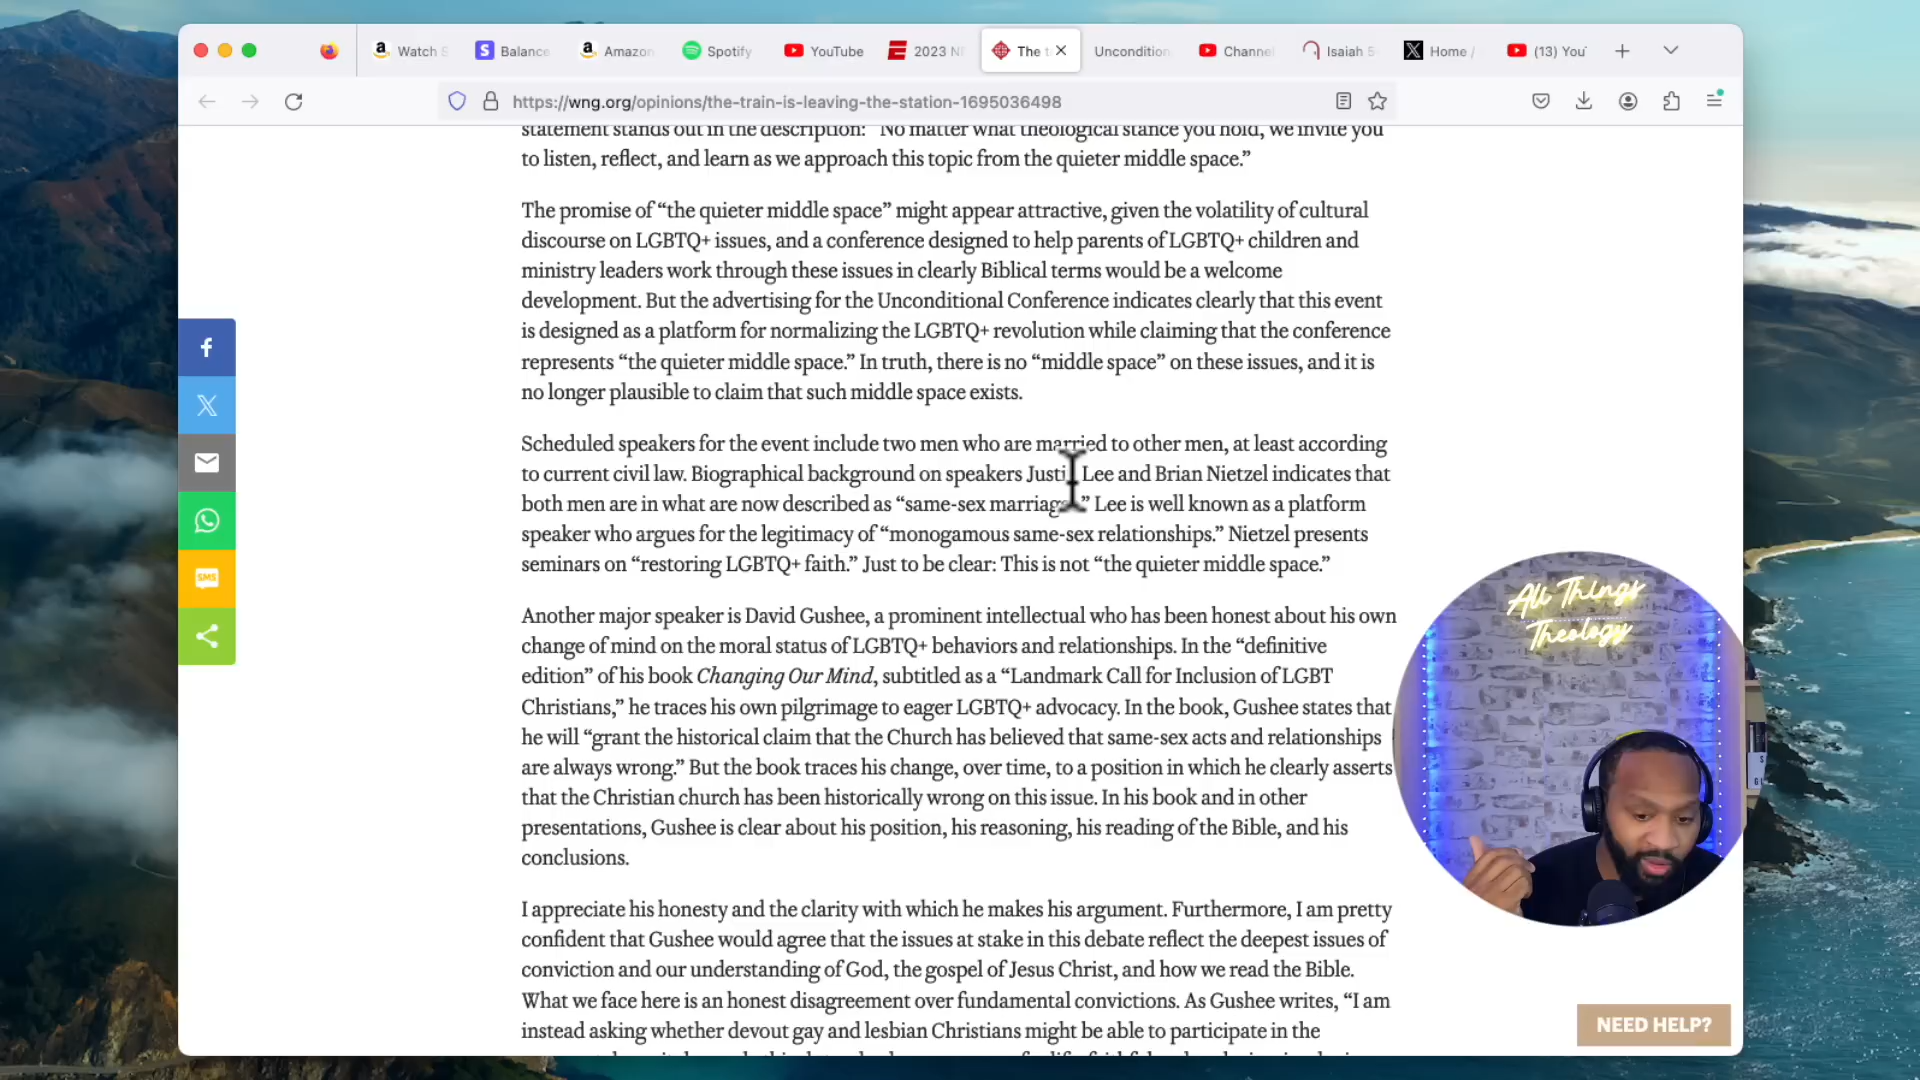 Watch S
Balance
Amazon
Spotify
YouTube
2023 N
The t
Uncondition
Channel
Isaiah 5
Home /
(13) You
https://wng.org/opinions/the-train-is-leaving-the-station-1695036498
statement stands out in the description: “No matter what theological stance you hold, we invite you
to listen, reflect, and learn as we approach this topic from the quieter middle space.”
The promise of “the quieter middle space” might appear attractive, given the volatility of cultural
discourse on LGBTQ+ issues, and a conference designed to help parents of LGBTQ+ children and
ministry leaders work through these issues in clearly Biblical terms would be a welcome
development. But the advertising for the Unconditional Conference indicates clearly that this event
is designed as a platform for normalizing the LGBTQ+ revolution while claiming that the conference
represents “the quieter middle space.” In truth, there is no “middle space” on these issues, and it is
no longer plausible to claim that such middle space exists.
Scheduled speakers for the event include two men who are married to other men, at least according
to current civil law. Biographical background on speakers Justi Lee and Brian Nietzel indicates that
both men are in what are now described as “same-sex marriag ” Lee is well known as a platform
speaker who argues for the legitimacy of “monogamous same-sex relationships.” Nietzel presents
seminars on “restoring LGBTQ+ faith.” Just to be clear: This is not “the quieter middle space.”
Another major speaker is David Gushee, a prominent intellectual who has been honest about his own
change of mind on the moral status of LGBTQ+ behaviors and relationships. In the “definitive
edition” of his book Changing Our Mind, subtitled as a “Landmark Call for Inclusion of LGBT
Christians,” he traces his own pilgrimage to eager LGBTQ+ advocacy. In the book, Gushee states that
he will “grant the historical claim that the Church has believed that same-sex acts and relationships
are always wrong.” But the book traces his change, over time, to a position in which he clearly asserts
that the Christian church has been historically wrong on this issue. In his book and in other
presentations, Gushee is clear about his position, his reasoning, his reading of the Bible, and his
conclusions.
I appreciate his honesty and the clarity with which he makes his argument. Furthermore, I am pretty
confident that Gushee would agree that the issues at stake in this debate reflect the deepest issues of
conviction and our understanding of God, the gospel of Jesus Christ, and how we read the Bible.
What we face here is an honest disagreement over fundamental convictions. As Gushee writes, “I am
instead asking whether devout gay and lesbian Christians might be able to participate in the
SMS
All Things
Theology
NEED HELP?